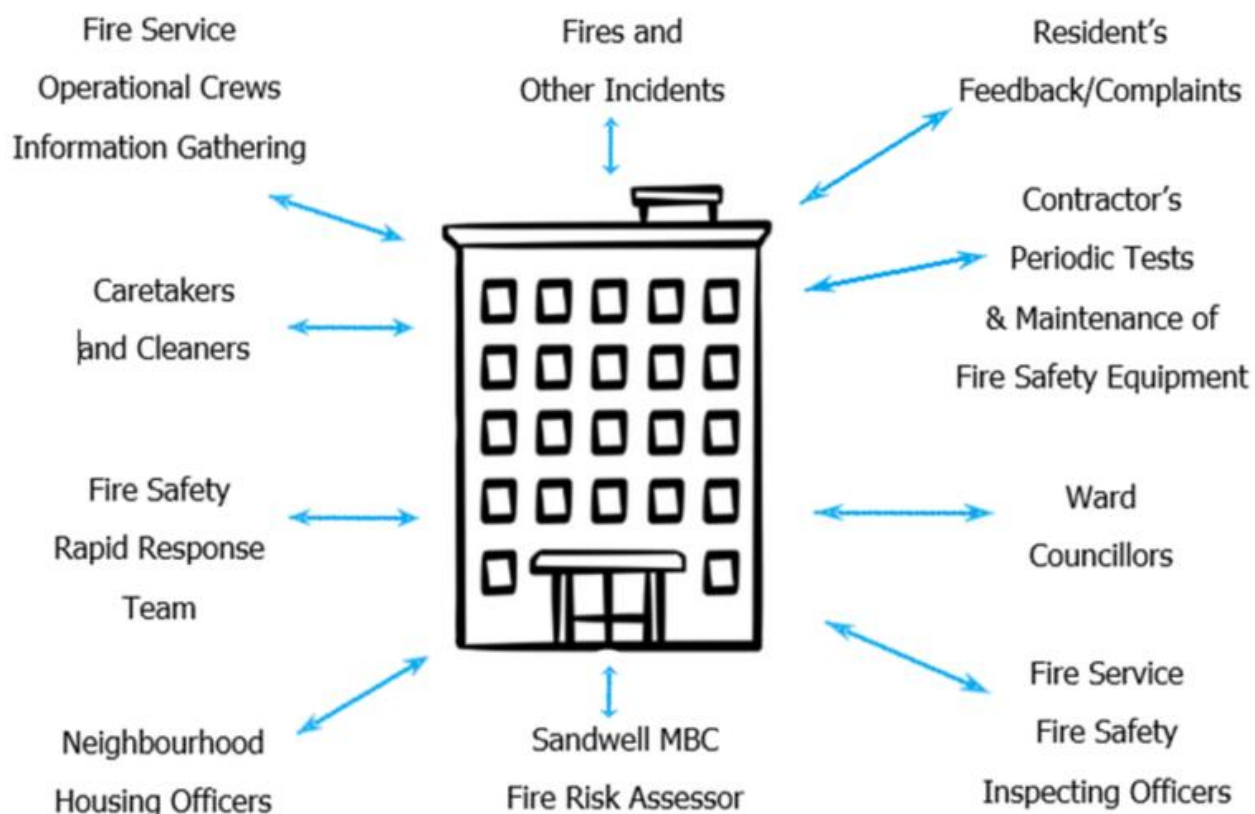 Fire Service
Operational Crews
Information Gathering
Fires and
Other Incidents
Resident's
Feedback/Complaints
Contractor's
Periodic Tests
& Maintenance of
Fire Safety Equipment
Caretakers
and Cleaners
Fire Safety
Rapid Response
Team
Ward
Councillors
Neighbourhood
Housing Officers
Sandwell MBC
Fire Risk Assessor
Fire Service
Fire Safety
Inspecting Officers